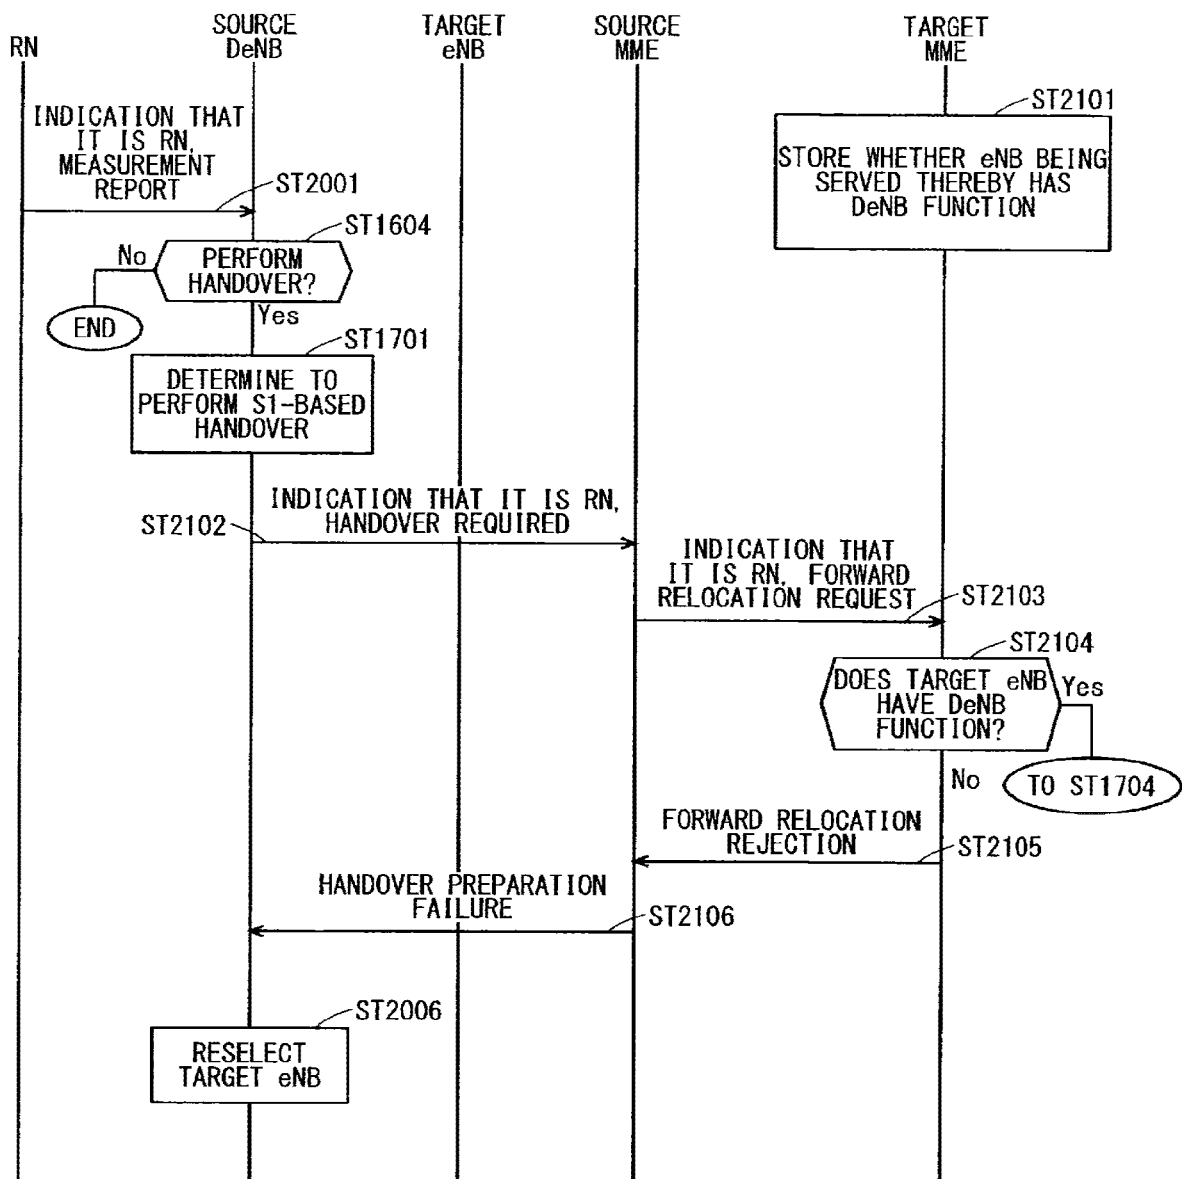 RN
SOURCE
DeNB
TARGET
eNB
SOURCE
MME
TARGET
MME
ST2101
STORE WHETHER eNB BEING
SERVED THEREBY HAS
DeNB FUNCTION
INDICATION THAT
IT IS RN,
MEASUREMENT
REPORT
ST2001
ST1604
No
PERFORM
HANDOVER?
END
Yes
ST1701
DETERMINE TO
PERFORM S1-BASED
HANDOVER
INDICATION THAT IT IS RN,
HANDOVER REQUIRED
ST2102
INDICATION THAT
IT IS RN, FORWARD
RELOCATION REQUEST
ST2103
ST2104
DOES TARGET eNB
HAVE DeNB
FUNCTION?
Yes
No
TO ST1704
FORWARD RELOCATION
REJECTION
ST2105
HANDOVER PREPARATION
FAILURE
ST2106
ST2006
RESELECT
TARGET eNB